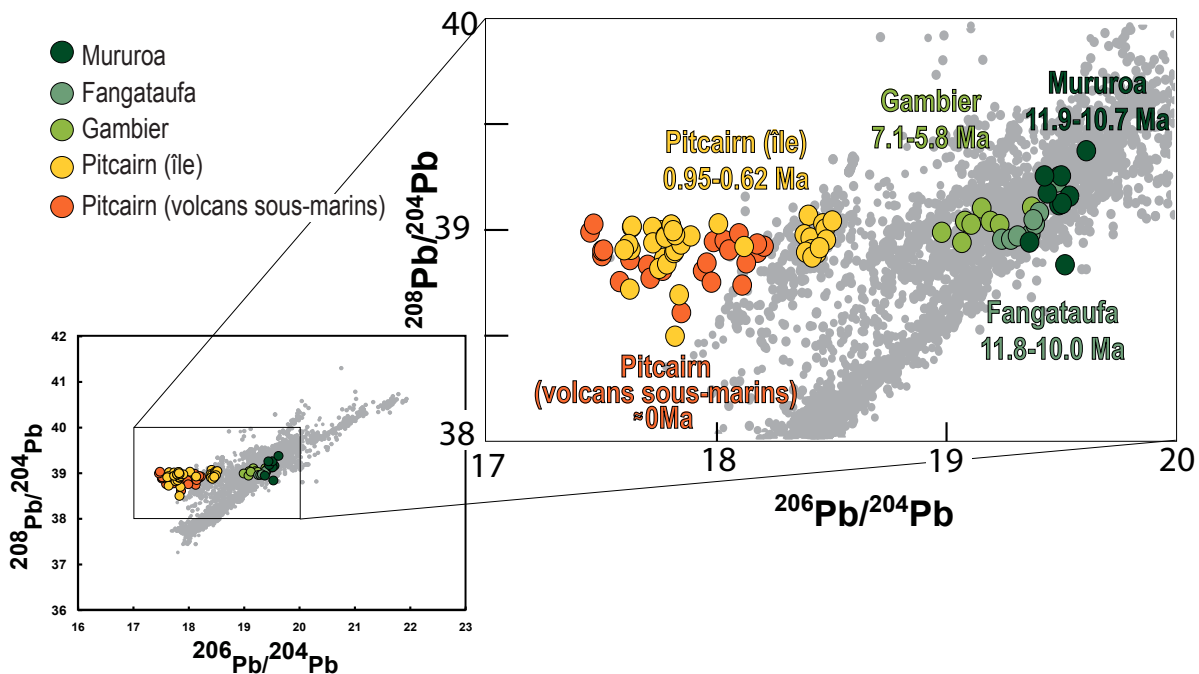 Mururoa
Fangataufa
Gambier
Pitcairn (île)
Pitcairn (volcans sous-marins)
40
39
38
17
18
19
20
208Pb/204Pb
206Pb/204Pb
Mururoa
11.9-10.7 Ma
Gambier
7.1-5.8 Ma
Pitcairn (île)
0.95-0.62 Ma
Fangataufa
11.8-10.0 Ma
Pitcairn
(volcans sous-marins)
≈0Ma
42
41
40
39
38
37
36
16
17
18
19
20
21
22
23
208Pb/204Pb
206Pb/204Pb